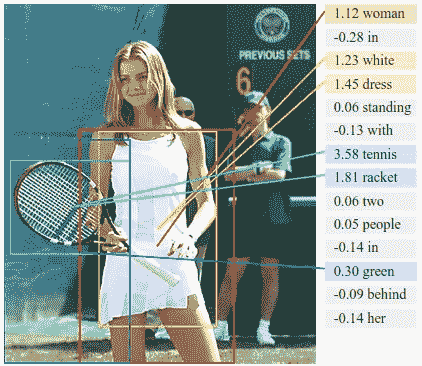 PREVIOUS SETS
6
1.12 woman
-0.28 in
1.23 white
1.45 dress
0.06 standing
-0.13 with
3.58 tennis
1.81 racket
0.06 two
0.05 people
-0.14 in
0.30 green
-0.09 behind
-0.14 her